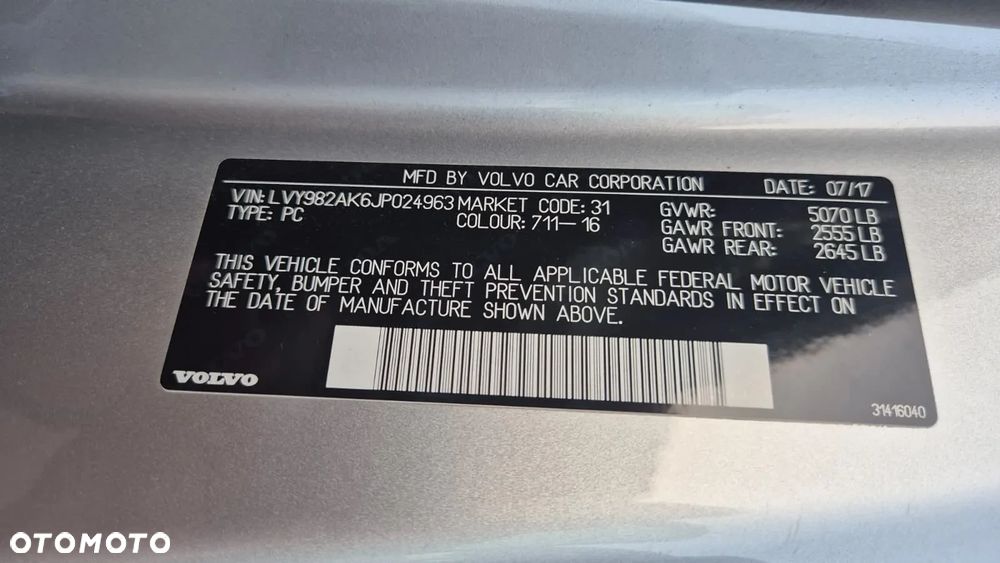 MFD BY VOLVO CAR CORPORATION DATE: 07/17
VIN: LVY982AK6JP024963 MARKET CODE: 31 GVWR: 5070 LB
TYPE: PC COLOUR: 711-16 GAWR FRONT: 2555 LB
GAWR REAR: 2645 LB
THIS VEHICLE CONFORMS TO ALL APPLICABLE FEDERAL MOTOR VEHICLE
SAFETY, BUMPER AND THEFT PREVENTION STANDARDS IN EFFECT ON
THE DATE OF MANUFACTURE SHOWN ABOVE.
VOLVO
31416040
OTOMOTO